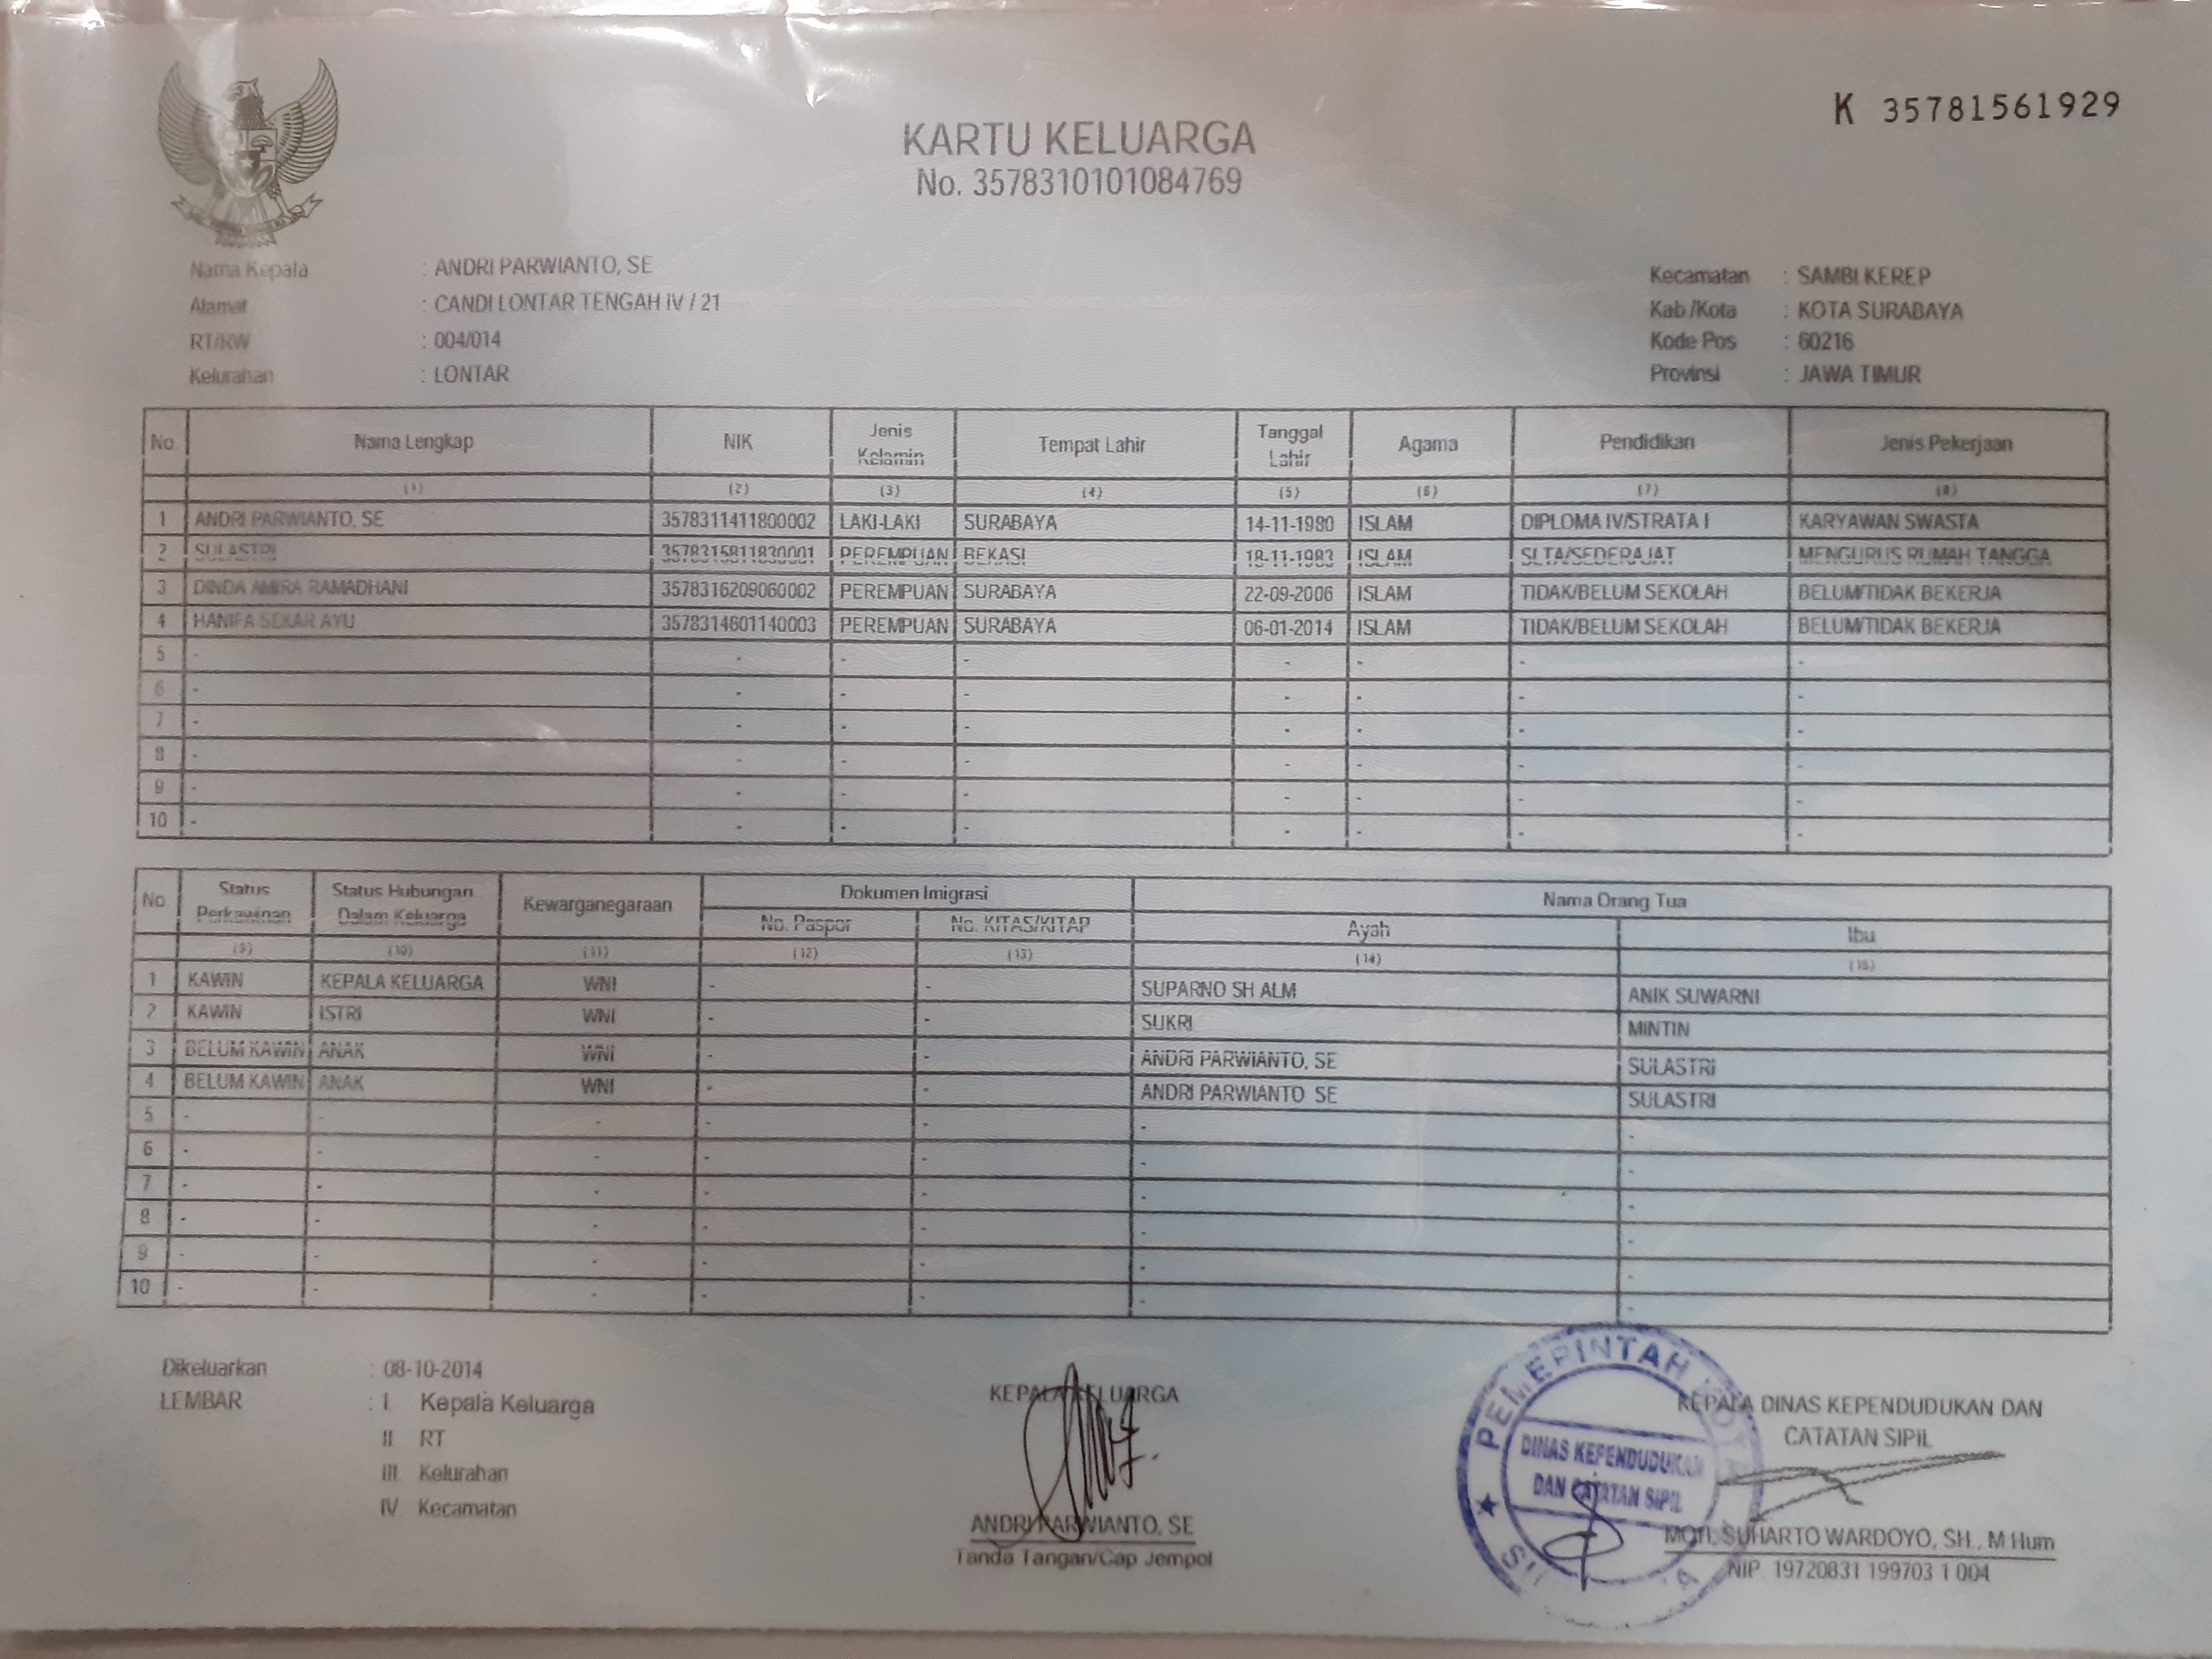 K 3578156192​9
KARTU KELUARGA
No. 3578310101084769
Nama Kepala : ANDRI PARWIANTO, SE
Alamat : CANDI LONTAR TENGAH IV / 21
RT/RW : 004/014
Kelurahan : LONTAR
Kecamatan : SAMBI KEREP
Kab./Kota : KOTA SURABAYA
Kode Pos : 60216
Provinsi : JAWA TIMUR
No. Nama Lengkap NIK Jenis Kelamin Tempat Lahir Tanggal Lahir Agama Pendidikan Jenis Pekerjaan
(1) (2) (3) (4) (5) (6) (7) (8)
1 ANDRI PARWIANTO, SE 3578311411800002 LAKI-LAKI SURABAYA 14-11-1980 ISLAM DIPLOMA IV/STRATA I KARYAWAN SWASTA
2 SULASTRI 3578315811830001 PEREMPUAN BEKASI 18-11-1983 ISLAM SLTA/SEDERAJAT MENGURUS RUMAH TANGGA
3 DINDA AMIRA RAMADHANI 3578316209060002 PEREMPUAN SURABAYA 22-09-2006 ISLAM TIDAK/BELUM SEKOLAH BELUM/TIDAK BEKERJA
4 HANIFA SEKAR AYU 3578314601140003 PEREMPUAN SURABAYA 06-01-2014 ISLAM TIDAK/BELUM SEKOLAH BELUM/TIDAK BEKERJA
5 - - - - - - - -
6 - - - - - - - -
7 - - - - - - - -
8 - - - - - - - -
9 - - - - - - - -
10 - - - - - - - -
No Status Perkawinan Status Hubungan Dalam Keluarga Kewarganegaraan Dokumen Imigrasi Nama Orang Tua
No. Paspor No. KITAS/KITAP Ayah Ibu
(9) (10) (11) (12) (13) (14) (15)
1 KAWIN KEPALA KELUARGA WNI - - SUPARNO SH ALM ANIK SUWARNI
2 KAWIN ISTRI WNI - - SUKRI MINTIN
3 BELUM KAWIN ANAK WNI - - ANDRI PARWIANTO, SE SULASTRI
4 BELUM KAWIN ANAK WNI - - ANDRI PARWIANTO SE SULASTRI
5 - - - - - - -
6 - - - - - - -
7 - - - - - - -
8 - - - - - - -
9 - - - - - - -
10 - - - - - - -
Dikeluarkan : 08-10-2014
LEMBAR : I Kepala Keluarga
II RT
III Kelurahan
IV Kecamatan
KEPALA KELUARGA
ANDRI PARWIANTO, SE
Tanda Tangan/Cap Jempol
KEPALA DINAS KEPENDUDUKAN DAN
CATATAN SIPIL
MOH. SUHARTO WARDOYO, SH., M.Hum
NIP 19720831 199703 1 004
PEMERINTAH
DINAS KEPENDUDUKAN
DAN CATATAN SIPIL